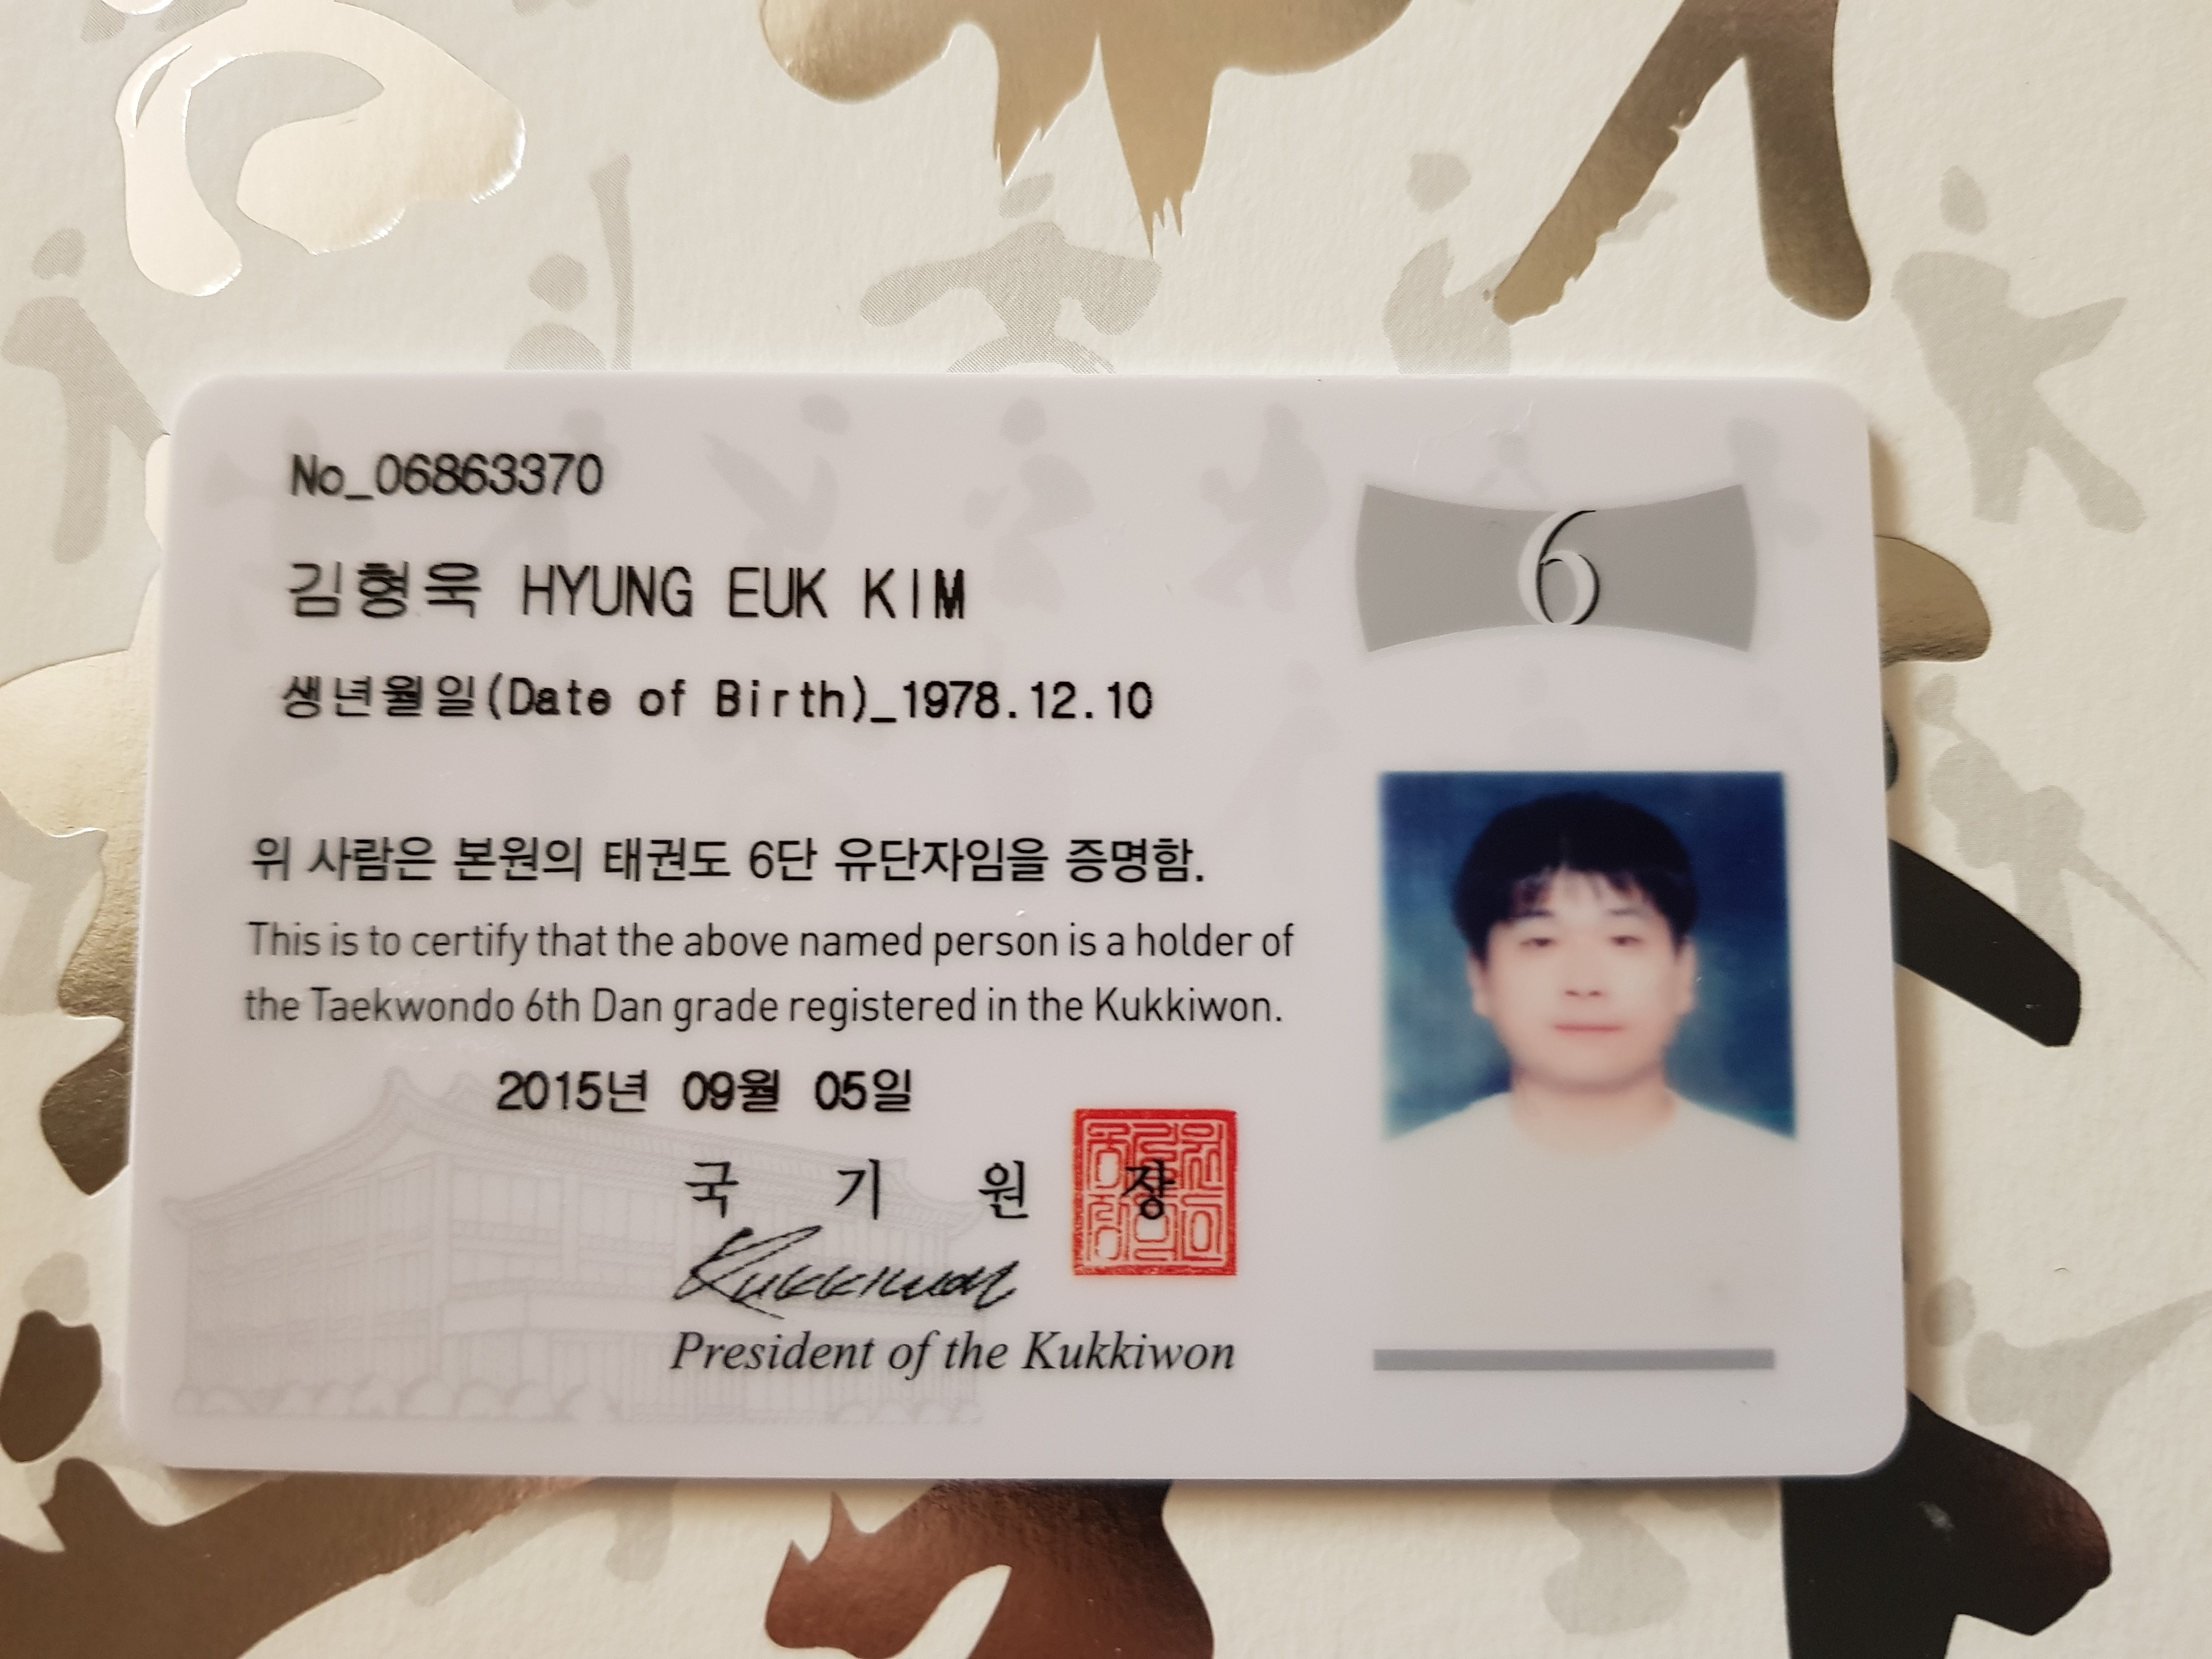 No_06863370
6
김형욱 HYUNG EUK KIM
생년월일(Date of Birth)_1978.12.10
위 사람은 본원의 태권도 6단 유단자임을 증명함.
This is to certify that the above named person is a holder of
the Taekwondo 6th Dan grade registered in the Kukkiwon.
2015년 09월 05일
국 기 원 장
Kukkiwon
President of the Kukkiwon